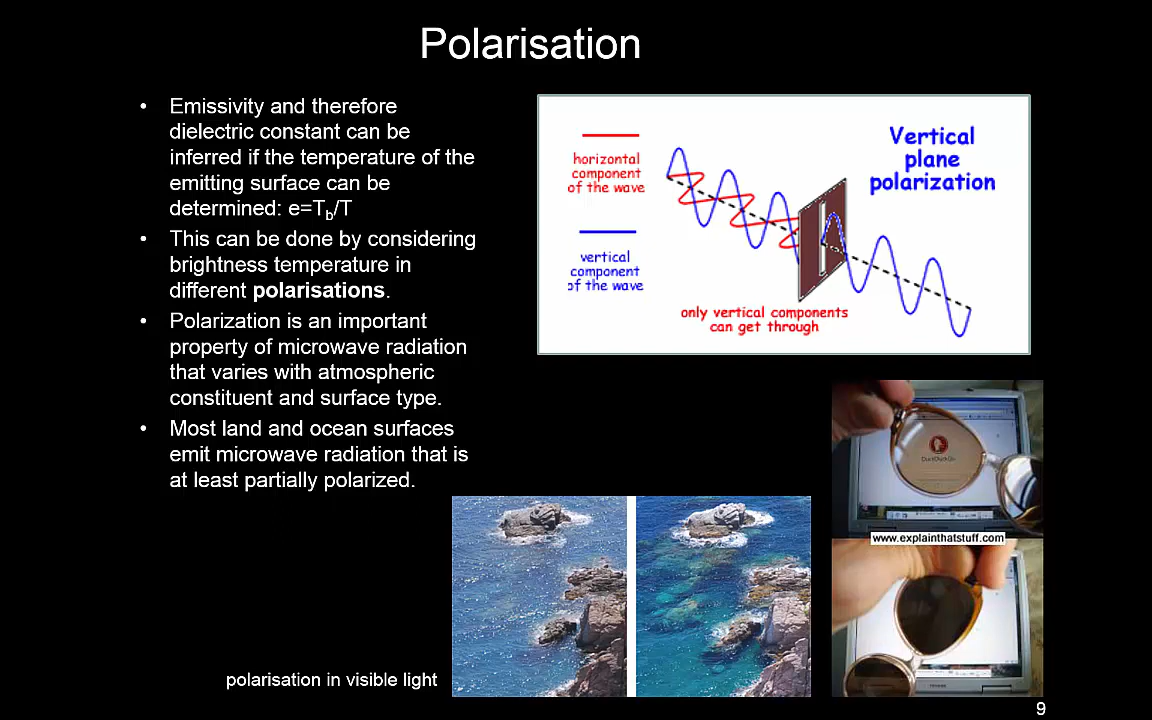 Polarisation
• Emissivity and therefore
dielectric constant can be
inferred if the temperature of the
emitting surface can be
determined: e=Tb/T
• This can be done by considering
brightness temperature in
different polarisations.
• Polarization is an important
property of microwave radiation
that varies with atmospheric
constituent and surface type.
• Most land and ocean surfaces
emit microwave radiation that is
at least partially polarized.
horizontal
component
of the wave
vertical
component
of the wave
Vertical
plane
polarization
only vertical components
can get through
DuckDuckGo
www.explainthatstuff.com
polarisation in visible light
9